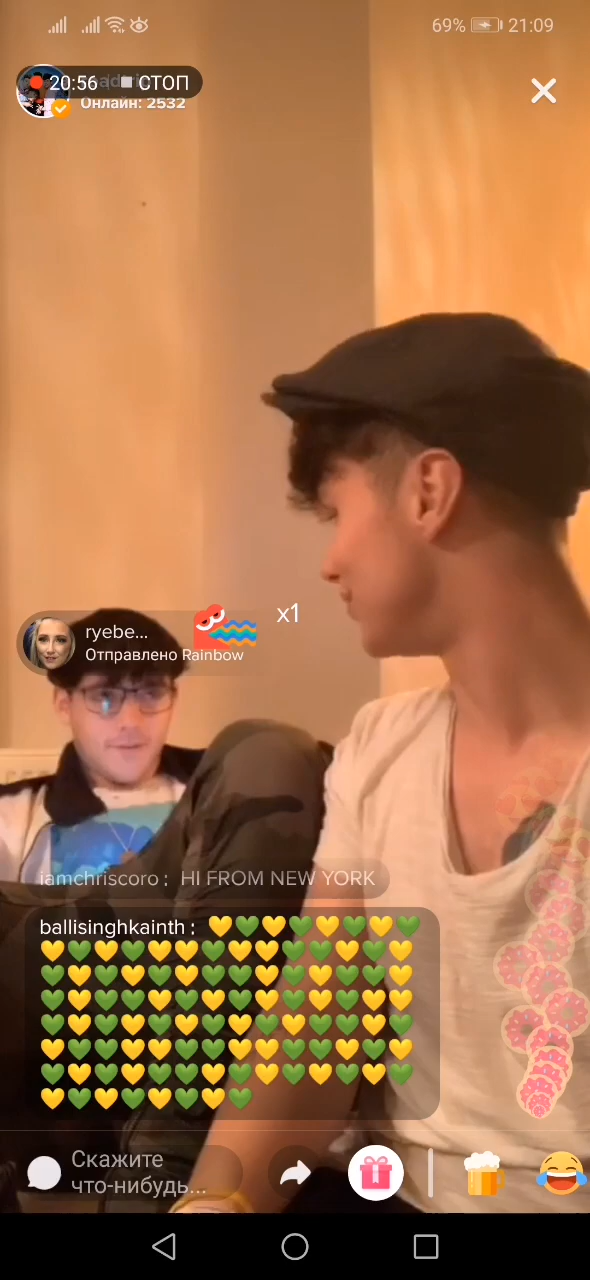 69% 21:09
20:56 СТОП
Онлайн: 2532
x1
ryebe...
Отправлено Rainbow
iamchriscoro : HI FROM NEW YORK
ballisinghkainth : 💛💚💛💚💛💚💛💚
💛💚💛💚💛💛💚💛💛💚💚💛💚💛
💚💛💚💛💚💛💚💚💛💚💛💚💚💛
💚💛💚💚💛💚💛💚💛💚💛💚💛💛
💚💛💚💛💚💛💚💛💚💛💚💚💛💚
💛💚💚💛💛💚💚💛💛💚💚💛💚💛
💚💛💚💛💚💚💛💚💛💚💛💚💛💚
💛💚💛💚💛💚💛💚
Скажите
что-нибудь...